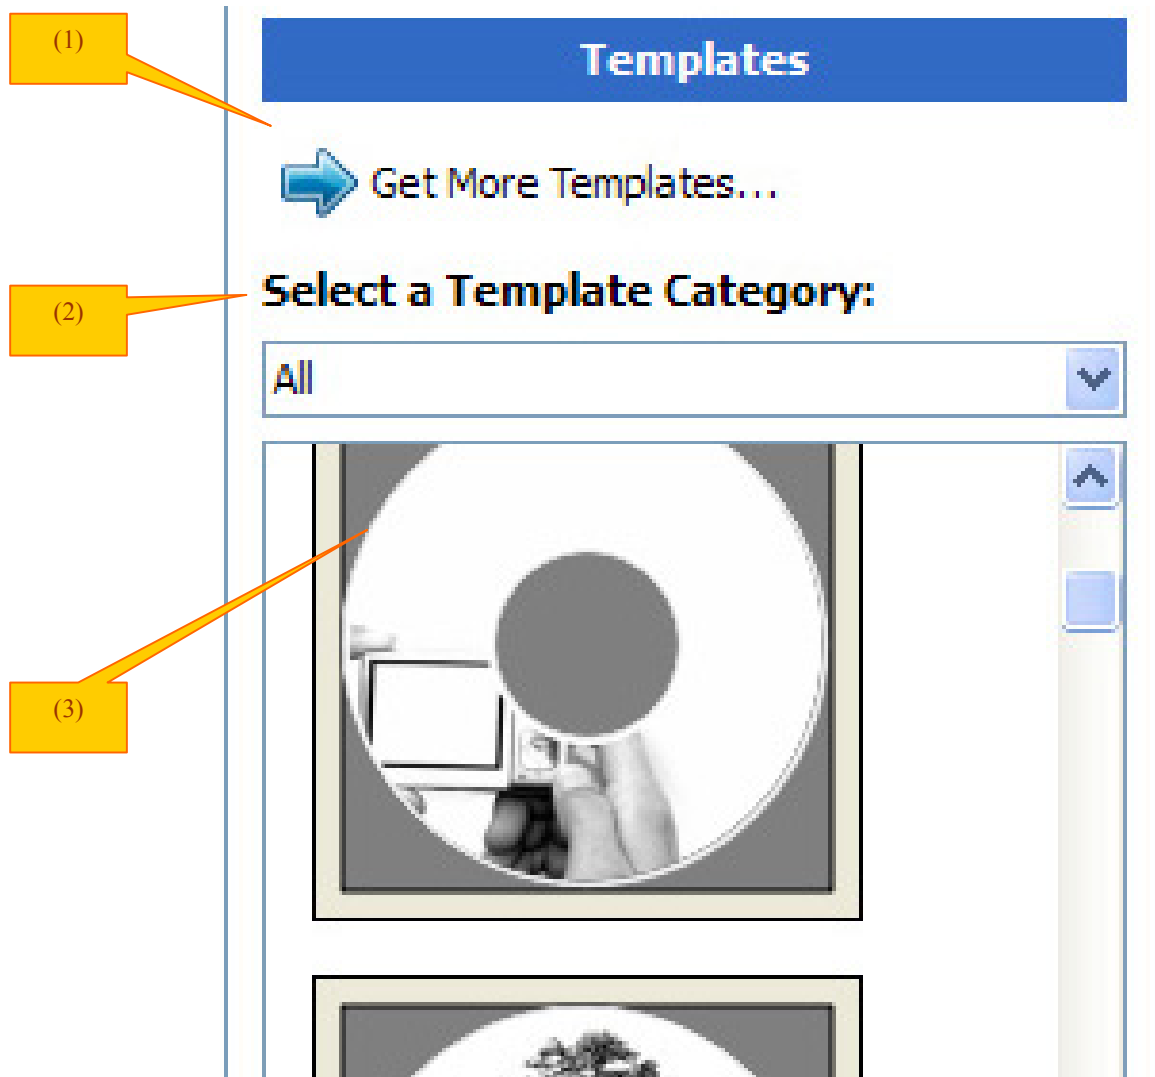 (1)
Templates
Get More Templates...
(2)
Select a Template Category:
All
(3)